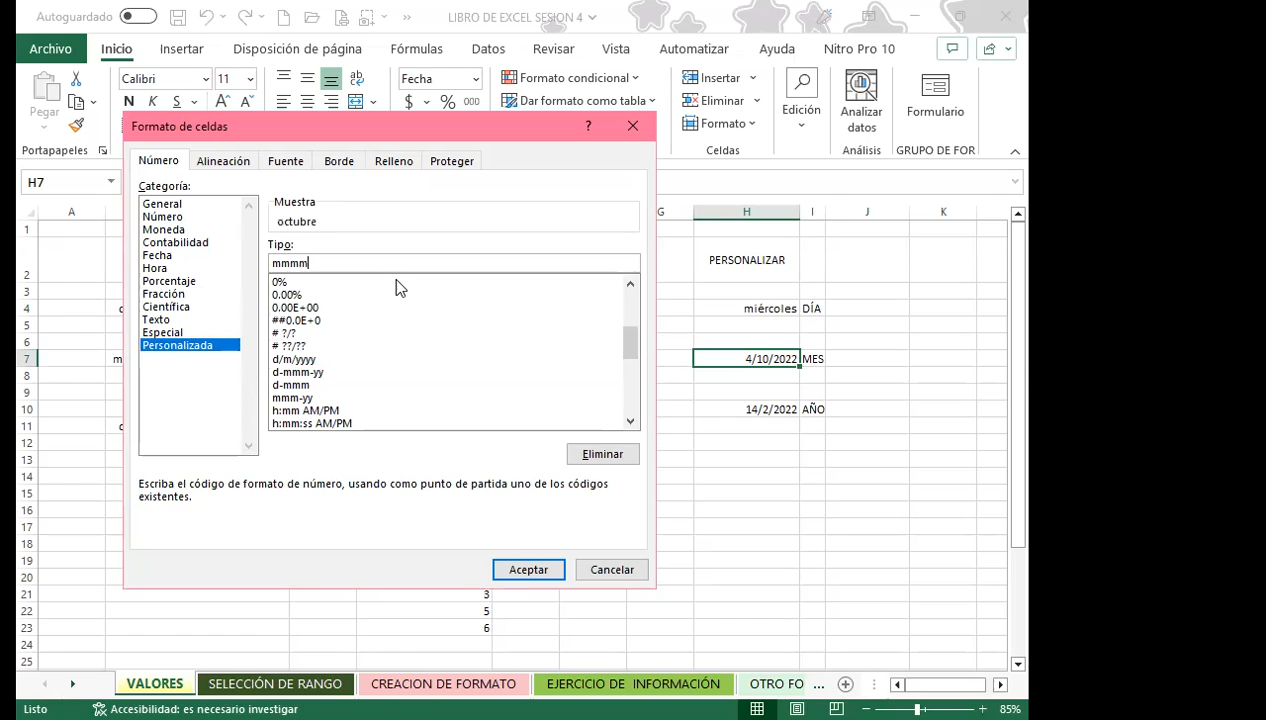 Autoguardado
LIBRO DE EXCEL SESION 4
Archivo Inicio Insertar Disposición de página Fórmulas Datos Revisar Vista Automatizar Ayuda Nitro Pro 10
Pegar
Calibri 11
N K S
Fecha
$ % 000
Formato condicional
Dar formato como tabla
Insertar
Eliminar
Formato
Edición
Analizar
datos
Formulario
Portapapeles
Celdas
Análisis
GRUPO DE FOR
Formato de celdas ?
Número Alineación Fuente Borde Relleno Proteger
H7
Categoría:
General
Número
Moneda
Contabilidad
Fecha
Hora
Porcentaje
Fracción
Científica
Texto
Especial
Personalizada
Muestra
octubre
Tipo:
mmmm
0%
0.00%
0.00E+00
##0.0E+0
# ?/?
# ??/??
d/m/yyyy
d-mmm-yy
d-mmm
mmm-yy
h:mm AM/PM
h:mm:ss AM/PM
Eliminar
Escriba el código de formato de número, usando como punto de partida uno de los códigos
existentes.
Aceptar Cancelar
A G H I J K
1
2 PERSONALIZAR
4 miércoles DÍA
5
6
7 4/10/2022 MES
8
9
10 14/2/2022 AÑO
11
12
13
14
15
16
17
18
19
20
21 3
22 5
23 6
24
25
VALORES SELECCIÓN DE RANGO CREACION DE FORMATO EJERCICIO DE INFORMACIÓN OTRO FO ...
Listo Accesibilidad: es necesario investigar 85%